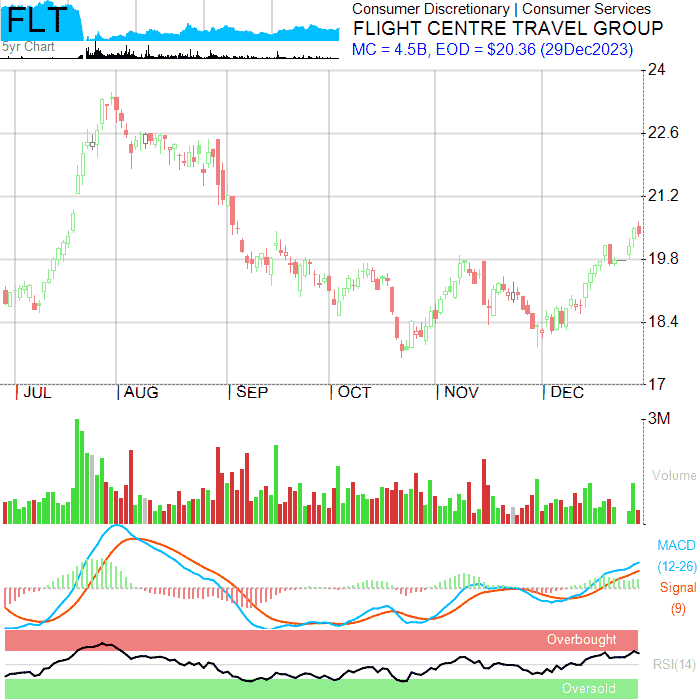 FLT
5yr Chart
Consumer Discretionary | Consumer Services
FLIGHT CENTRE TRAVEL GROUP
MC = 4.5B, EOD = $20.36 (29Dec2023)
24
22.6
21.2
19.8
18.4
17
JUL AUG SEP OCT NOV DEC
3M
Volume
MACD
(12-26)
Signal
(9)
Overbought
RSI(14)
Oversold